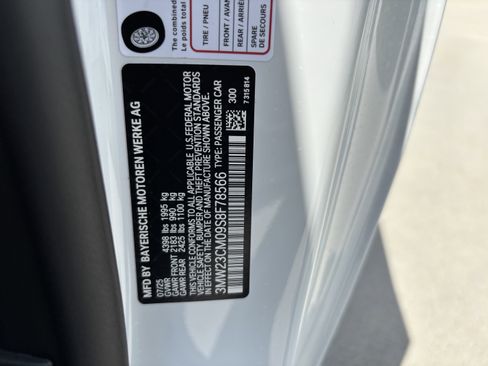 The combined
Le poids total
TIRE / PNEU
FRONT / AVANT
REAR / ARRIÈRE
SPARE
DE SECOURS
MFD BY BAYERISCHE MOTOREN WERKE AG
07/25
GVWR 4398 lbs 1995 kg
GAWR FRONT 2183 lbs 990 kg
GAWR REAR 2425 lbs 1100 kg
THIS VEHICLE CONFORMS TO ALL APPLICABLE U.S.FEDERAL MOTOR
VEHICLE SAFETY, BUMPER AND THEFT PREVENTION STANDARDS
IN EFFECT ON THE DATE OF MANUFACTURE SHOWN ABOVE.
3MW23CM09S8F78566 TYPE: PASSENGER CAR
300
7 315 814